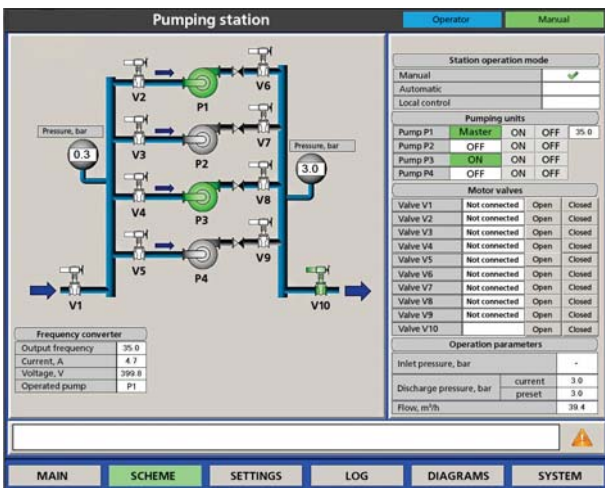 Pumping station
Operator
Manual
V2
P1
V6
Pressure, bar
0.3
V3
P2
V7
Pressure, bar
3.0
V4
P3
V8
V5
P4
V9
V1
V10
Frequency converter
Output frequency 35.0
Current, A 4.7
Voltage, V 399.8
Operated pump P1
Station operation mode
Manual
Automatic
Local control
Pumping units
Pump P1 Master ON OFF 35.0
Pump P2 OFF ON OFF
Pump P3 ON ON OFF
Pump P4 OFF ON OFF
Motor valves
Valve V1 Not connected Open Closed
Valve V2 Not connected Open Closed
Valve V3 Not connected Open Closed
Valve V4 Not connected Open Closed
Valve V5 Not connected Open Closed
Valve V6 Not connected Open Closed
Valve V7 Not connected Open Closed
Valve V8 Not connected Open Closed
Valve V9 Not connected Open Closed
Valve V10 Open Closed
Operation parameters
Inlet pressure, bar -
Discharge pressure, bar current 3.0
preset 3.0
Flow, m³/h 39.4
MAIN SCHEME SETTINGS LOG DIAGRAMS SYSTEM